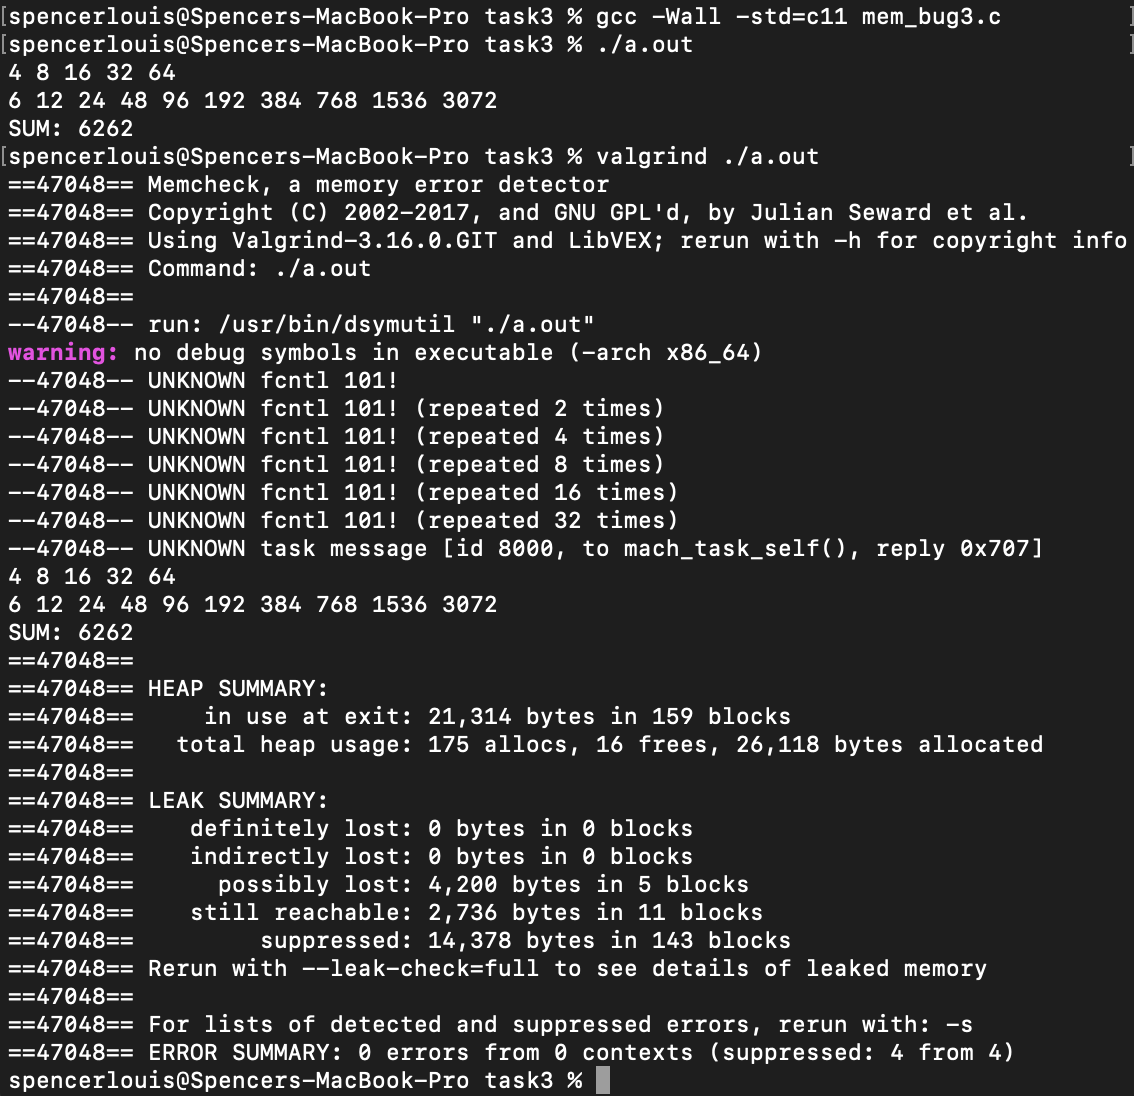 [spencerlouis@Spencers-MacBook-Pro task3 % gcc -Wall -std=c11 mem_bug3.c ]
[spencerlouis@Spencers-MacBook-Pro task3 % ./a.out ]
4 8 16 32 64
6 12 24 48 96 192 384 768 1536 3072
SUM: 6262
[spencerlouis@Spencers-MacBook-Pro task3 % valgrind ./a.out ]
==47048== Memcheck, a memory error detector
==47048== Copyright (C) 2002-2017, and GNU GPL'd, by Julian Seward et al.
==47048== Using Valgrind-3.16.0.GIT and LibVEX; rerun with -h for copyright info
==47048== Command: ./a.out
==47048==
--47048-- run: /usr/bin/dsymutil "./a.out"
warning: no debug symbols in executable (-arch x86_64)
--47048-- UNKNOWN fcntl 101!
--47048-- UNKNOWN fcntl 101! (repeated 2 times)
--47048-- UNKNOWN fcntl 101! (repeated 4 times)
--47048-- UNKNOWN fcntl 101! (repeated 8 times)
--47048-- UNKNOWN fcntl 101! (repeated 16 times)
--47048-- UNKNOWN fcntl 101! (repeated 32 times)
--47048-- UNKNOWN task message [id 8000, to mach_task_self(), reply 0x707]
4 8 16 32 64
6 12 24 48 96 192 384 768 1536 3072
SUM: 6262
==47048==
==47048== HEAP SUMMARY:
==47048==     in use at exit: 21,314 bytes in 159 blocks
==47048==   total heap usage: 175 allocs, 16 frees, 26,118 bytes allocated
==47048==
==47048== LEAK SUMMARY:
==47048==    definitely lost: 0 bytes in 0 blocks
==47048==    indirectly lost: 0 bytes in 0 blocks
==47048==      possibly lost: 4,200 bytes in 5 blocks
==47048==    still reachable: 2,736 bytes in 11 blocks
==47048==         suppressed: 14,378 bytes in 143 blocks
==47048== Rerun with --leak-check=full to see details of leaked memory
==47048==
==47048== For lists of detected and suppressed errors, rerun with: -s
==47048== ERROR SUMMARY: 0 errors from 0 contexts (suppressed: 4 from 4)
spencerlouis@Spencers-MacBook-Pro task3 %